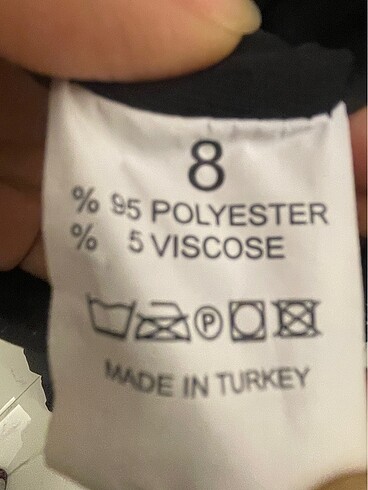 8
% 95 POLYESTER
% 5 VISCOSE
P
MADE IN TURKEY